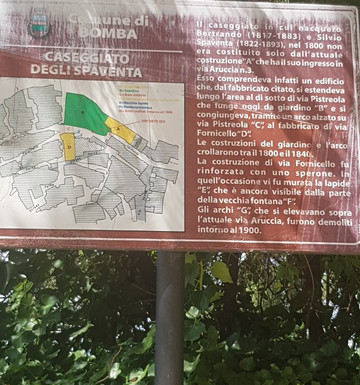 Comune di
BOMBA
CASEGGIATO
DEGLI SPAVENTA
Il caseggiato in cui nacquero
Bertrando (1817-1883) e Silvio
Spaventa (1822-1893), nel 1800 non
era costituito solo dall'attuale
costruzione "A" che ha il suo ingresso in
via Aruccia n.3.
Esso comprendeva infatti un edificio
che, dal fabbricato citato, si estendeva
lungo l'area di sotto di via Pistreola
che funge oggi da giardino "B" e si
congiungeva, tramite un arco alzato su
via Pistreola "C", al fabbricato di via
Fornicello "D".
Le costruzioni del giardino e l'arco
crollarono tra il 1800 e il 1840.
La costruzione di via Fornicello fu
rinforzata con uno sperone. In
quell'occasione vi fu murata la lapide
"E", che è ancora visibile dalla parte
della vecchia fontana "F".
Gli archi "G", che si elevavano sopra
l'attuale via Aruccia, furono demoliti
intorno al 1900.